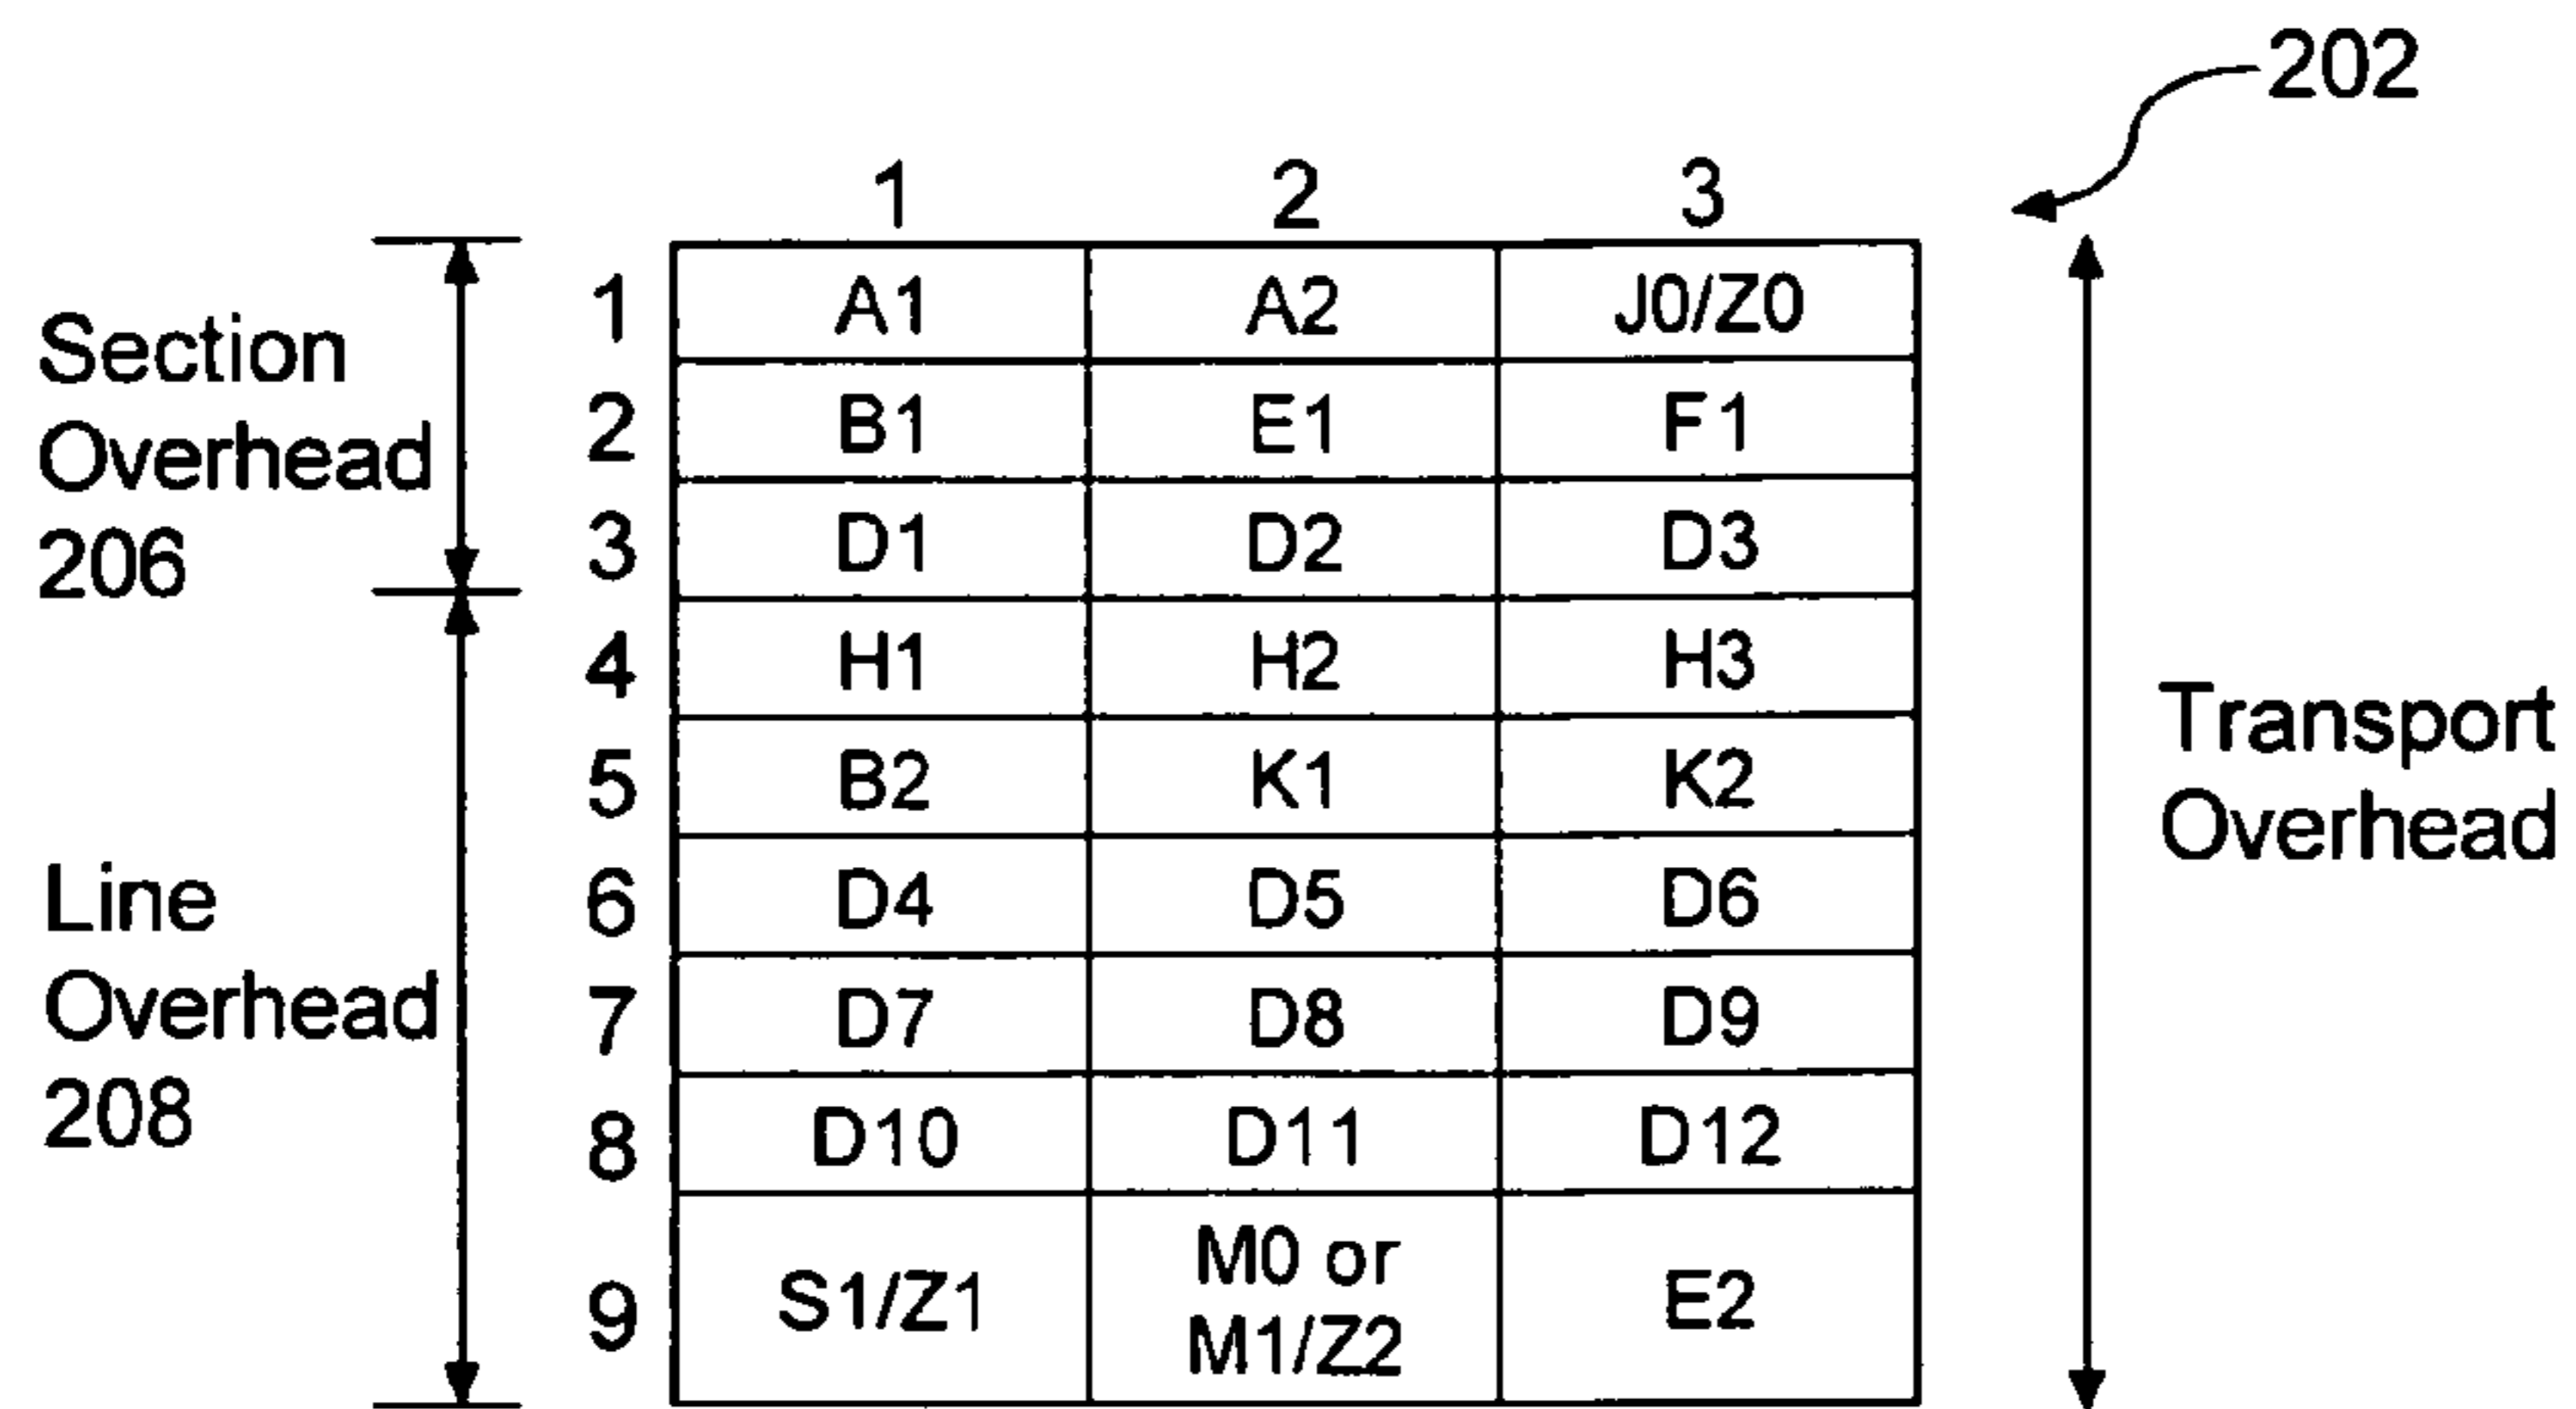 202
1 2 3
1 A1 A2 J0/Z0
2 B1 E1 F1
3 D1 D2 D3
4 H1 H2 H3
5 B2 K1 K2
6 D4 D5 D6
7 D7 D8 D9
8 D10 D11 D12
9 S1/Z1 M0 or M1/Z2 E2
Section
Overhead
206
Line
Overhead
208
Transport
Overhead